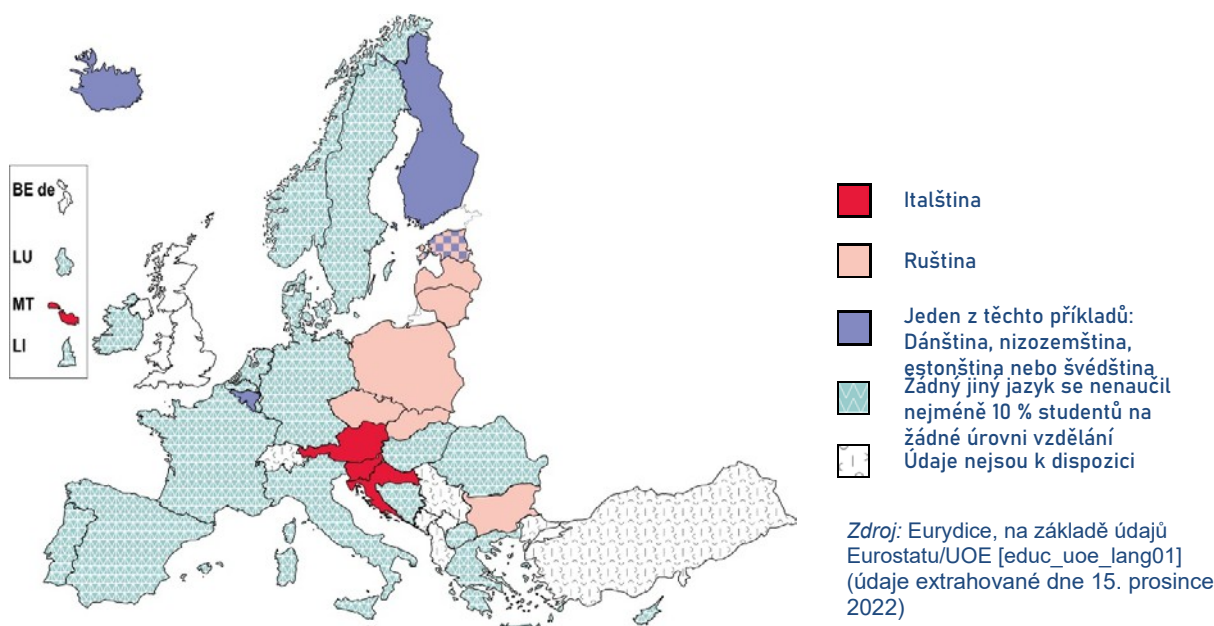 BE de
LU
MT
LI
Italština
Ruština
Jeden z těchto příkladů:
Dánština, nizozemština,
estonština nebo švédština
Žádný jiný jazyk se nenaučil
nejméně 10 % studentů na
žádné úrovni vzdělání
Údaje nejsou k dispozici
Zdroj: Eurydice, na základě údajů
Eurostatu/UOE [educ_uoe_lang01]
(údaje extrahované dne 15. prosince
2022)